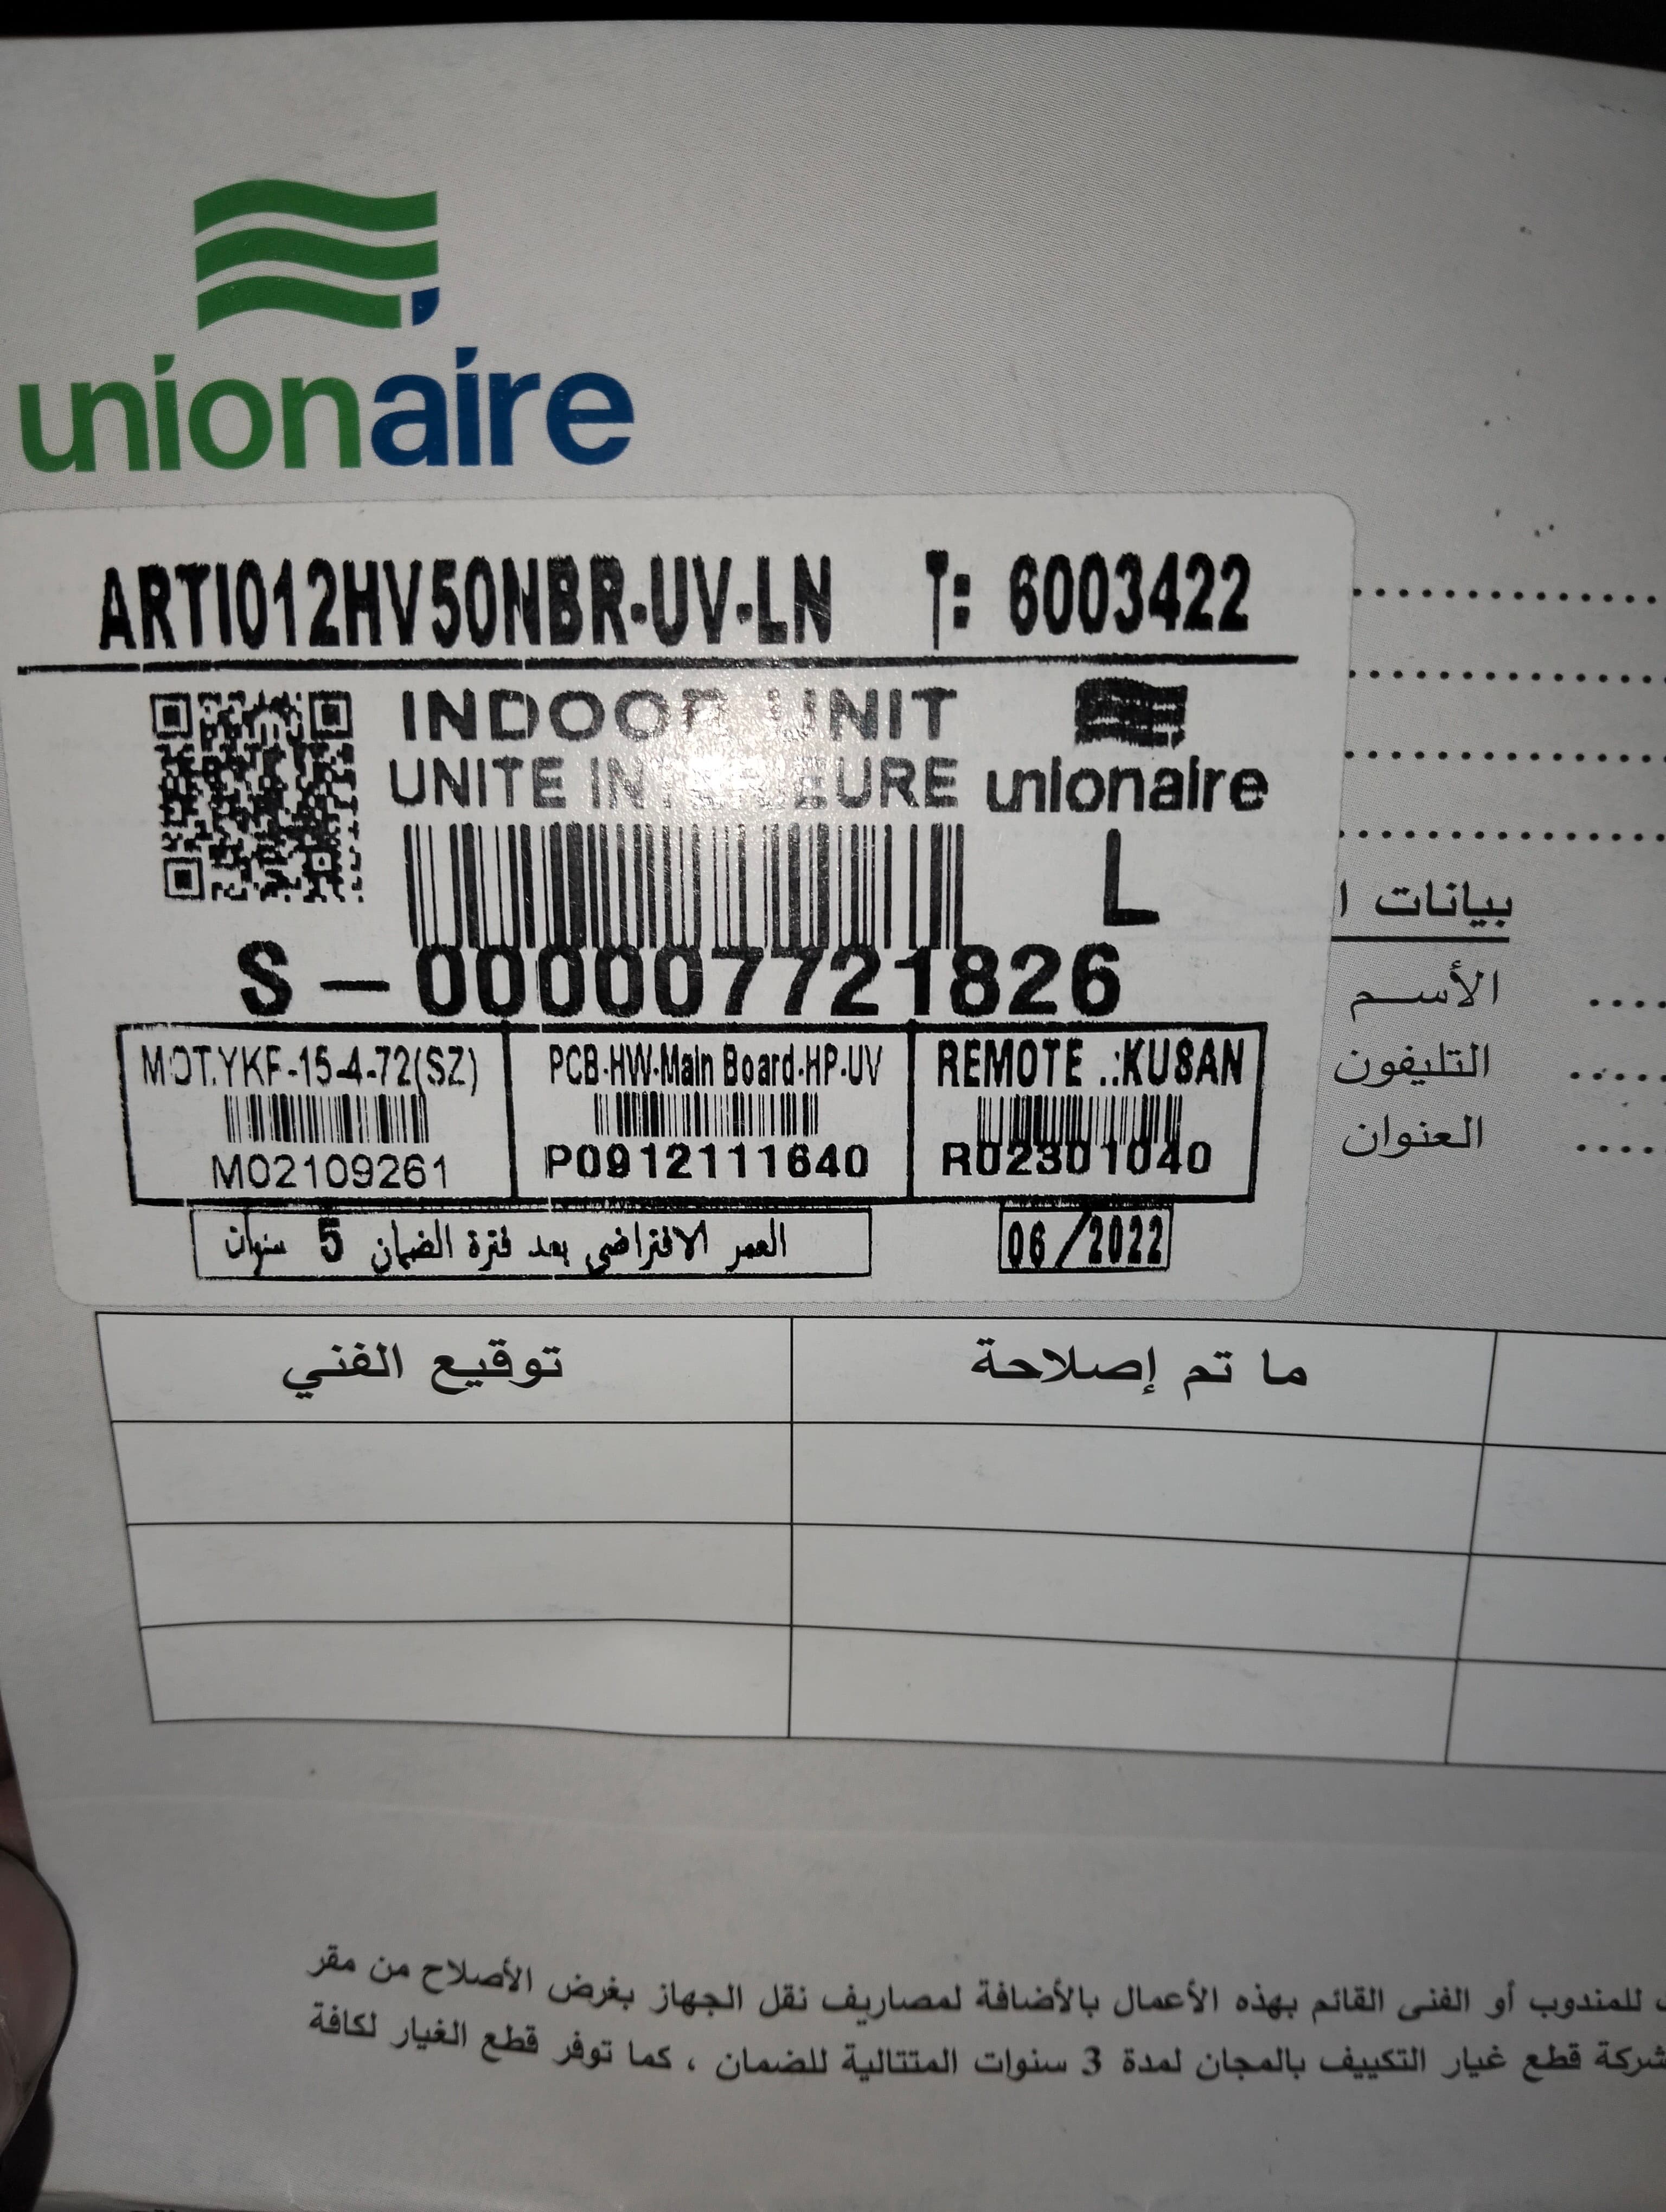 unionaire
ARTI012HV50NBR-UV-LN T: 6003422
INDOOR UNIT
UNITE INTERIEURE unionaire
L
S - 000007721826
MOT.YKF-15-4-72(SZ)
M02109261
PCB-HW-Main Board-HP-UV
P0912111640
REMOTE .:KUSAN
R02301040
العمر الافتراضى بعد فترة الضمان 5 سنوات
06/2022
بيانات ا
الأسم ....
التليفون ....
العنوان ....
ما تم إصلاحة
توقيع الفني
للمندوب أو الفنى القائم بهذه الأعمال بالأضافة لمصاريف نقل الجهاز بغرض الأصلاح من مقر
شركة قطع غيار التكييف بالمجان لمدة 3 سنوات المتتالية للضمان ، كما توفر قطع الغيار لكافة